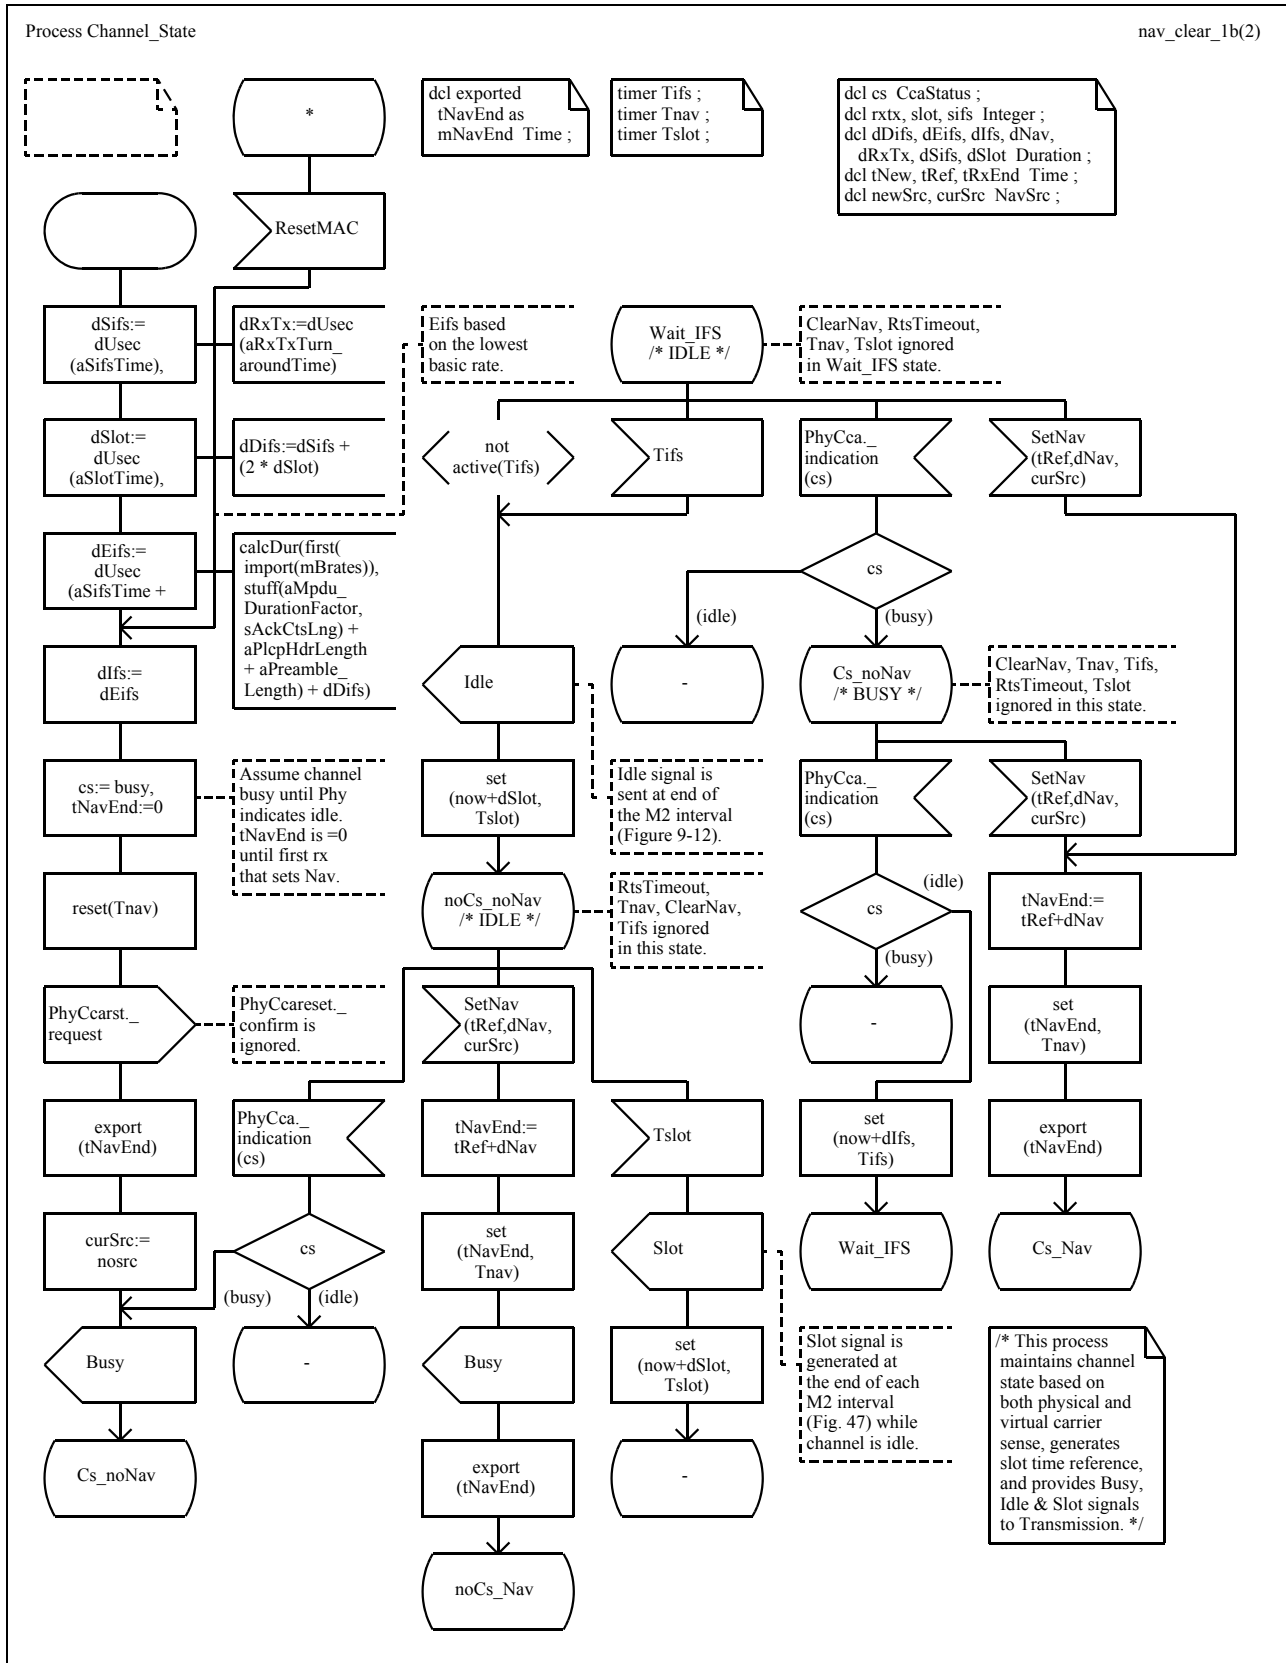 Process Channel_State
nav_clear_1b(2)
*
dcl exported
tNavEnd as
mNavEnd Time ;
timer Tifs ;
timer Tnav ;
timer Tslot ;
dcl cs CcaStatus ;
dcl rxtx, slot, sifs Integer ;
dcl dDifs, dEifs, dIfs, dNav,
dRxTx, dSifs, dSlot Duration ;
dcl tNew, tRef, tRxEnd Time ;
dcl newSrc, curSrc NavSrc ;
ResetMAC
dSifs:=
dUsec
(aSifsTime),
dRxTx:=dUsec
(aRxTxTurn_
aroundTime)
Eifs based
on the lowest
basic rate.
Wait_IFS
/* IDLE */
ClearNav, RtsTimeout,
Tnav, Tslot ignored
in Wait_IFS state.
dSlot:=
dUsec
(aSlotTime),
dDifs:=dSifs +
(2 * dSlot)
not
active(Tifs)
Tifs
PhyCca._
indication
(cs)
SetNav
(tRef,dNav,
curSrc)
dEifs:=
dUsec
(aSifsTime +
calcDur(first(
import(mBrates)),
stuff(aMpdu_
DurationFactor,
sAckCtsLng) +
aPlcpHdrLength
+ aPreamble_
Length) + dDifs)
cs
(idle)
(busy)
dIfs:=
dEifs
Idle
-
Cs_noNav
/* BUSY */
ClearNav, Tnav, Tifs,
RtsTimeout, Tslot
ignored in this state.
cs:= busy,
tNavEnd:=0
Assume channel
busy until Phy
indicates idle.
tNavEnd is =0
until first rx
that sets Nav.
set
(now+dSlot,
Tslot)
Idle signal is
sent at end of
the M2 interval
(Figure 9-12).
PhyCca._
indication
(cs)
SetNav
(tRef,dNav,
curSrc)
reset(Tnav)
noCs_noNav
/* IDLE */
RtsTimeout,
Tnav, ClearNav,
Tifs ignored
in this state.
cs
(idle)
(busy)
tNavEnd:=
tRef+dNav
PhyCcarst._
request
PhyCcareset._
confirm is
ignored.
SetNav
(tRef,dNav,
curSrc)
-
set
(tNavEnd,
Tnav)
export
(tNavEnd)
PhyCca._
indication
(cs)
tNavEnd:=
tRef+dNav
Tslot
set
(now+dIfs,
Tifs)
export
(tNavEnd)
curSrc:=
nosrc
cs
(busy)
(idle)
set
(tNavEnd,
Tnav)
Slot
Wait_IFS
Cs_Nav
Busy
-
Busy
set
(now+dSlot,
Tslot)
Slot signal is
generated at
the end of each
M2 interval
(Fig. 47) while
channel is idle.
/* This process
maintains channel
state based on
both physical and
virtual carrier
sense, generates
slot time reference,
and provides Busy,
Idle & Slot signals
to Transmission. */
Cs_noNav
export
(tNavEnd)
-
noCs_Nav